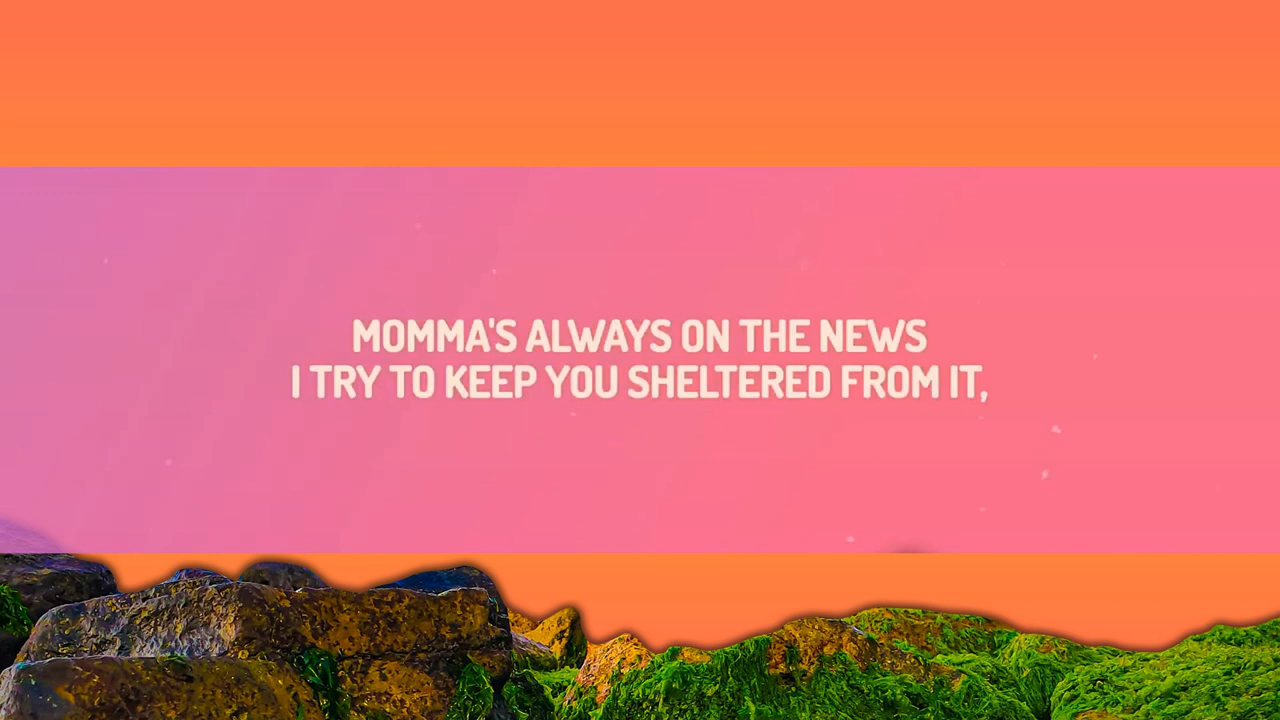 MOMMA'S ALWAYS ON THE NEWS
I TRY TO KEEP YOU SHELTERED FROM IT,